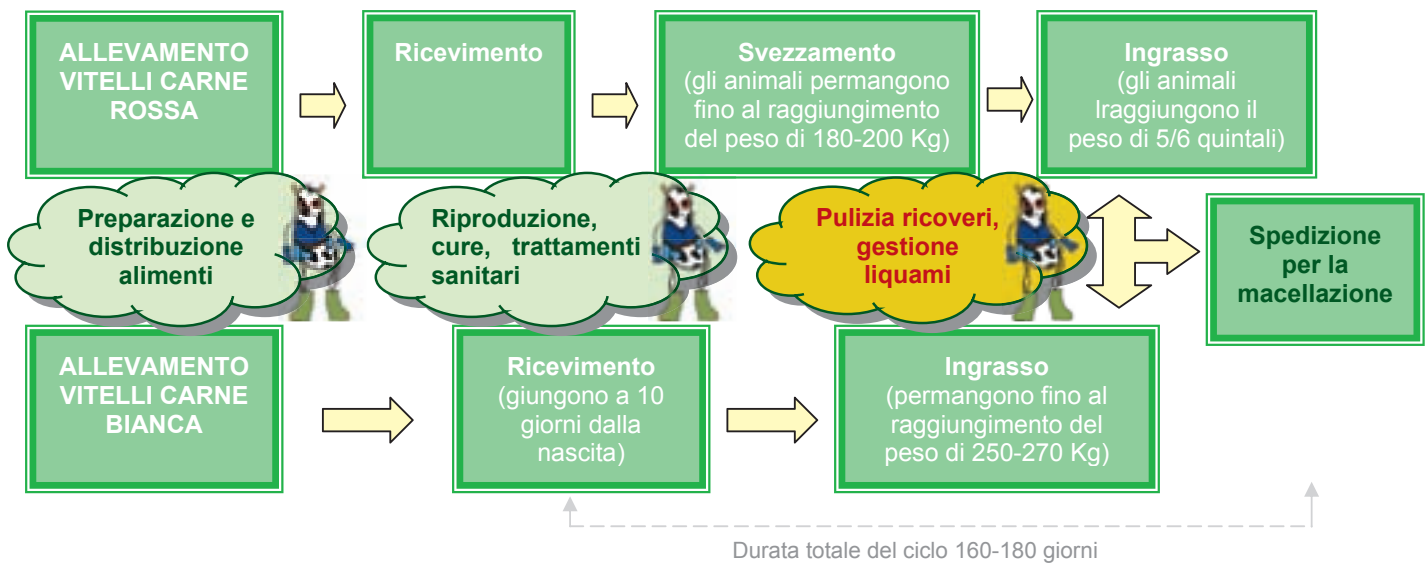 ALLEVAMENTO
VITELLI CARNE
ROSSA
Ricevimento
Svezzamento
(gli animali permangono
fino al raggiungimento
del peso di 180-200 Kg)
Ingrasso
(gli animali
lraggiungono il
peso di 5/6 quintali)
Preparazione e
distribuzione
alimenti
Riproduzione,
cure, trattamenti
sanitari
Pulizia ricoveri,
gestione
liquami
Spedizione
per la
macellazione
ALLEVAMENTO
VITELLI CARNE
BIANCA
Ricevimento
(giungono a 10
giorni dalla
nascita)
Ingrasso
(permangono fino al
raggiungimento del
peso di 250-270 Kg)
Durata totale del ciclo 160-180 giorni